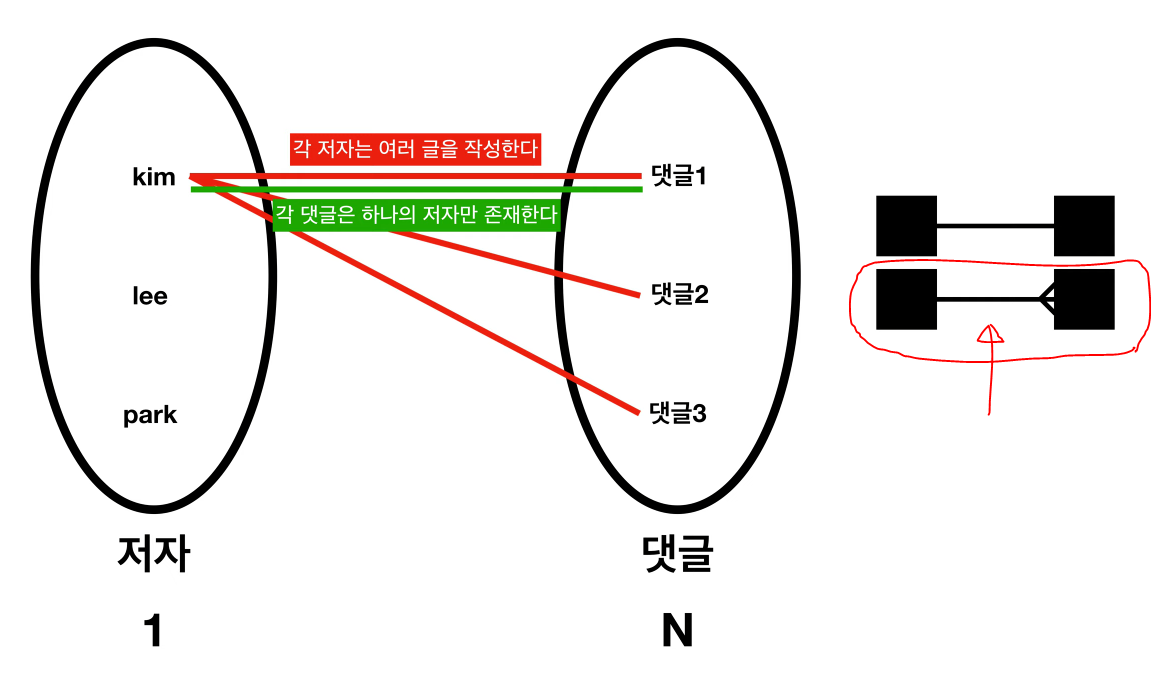 각 저자는 여러 글을 작성한다
kim
댓글1
각 댓글은 하나의 저자만 존재한다
lee
댓글2
park
댓글3
저자
댓글
1
N